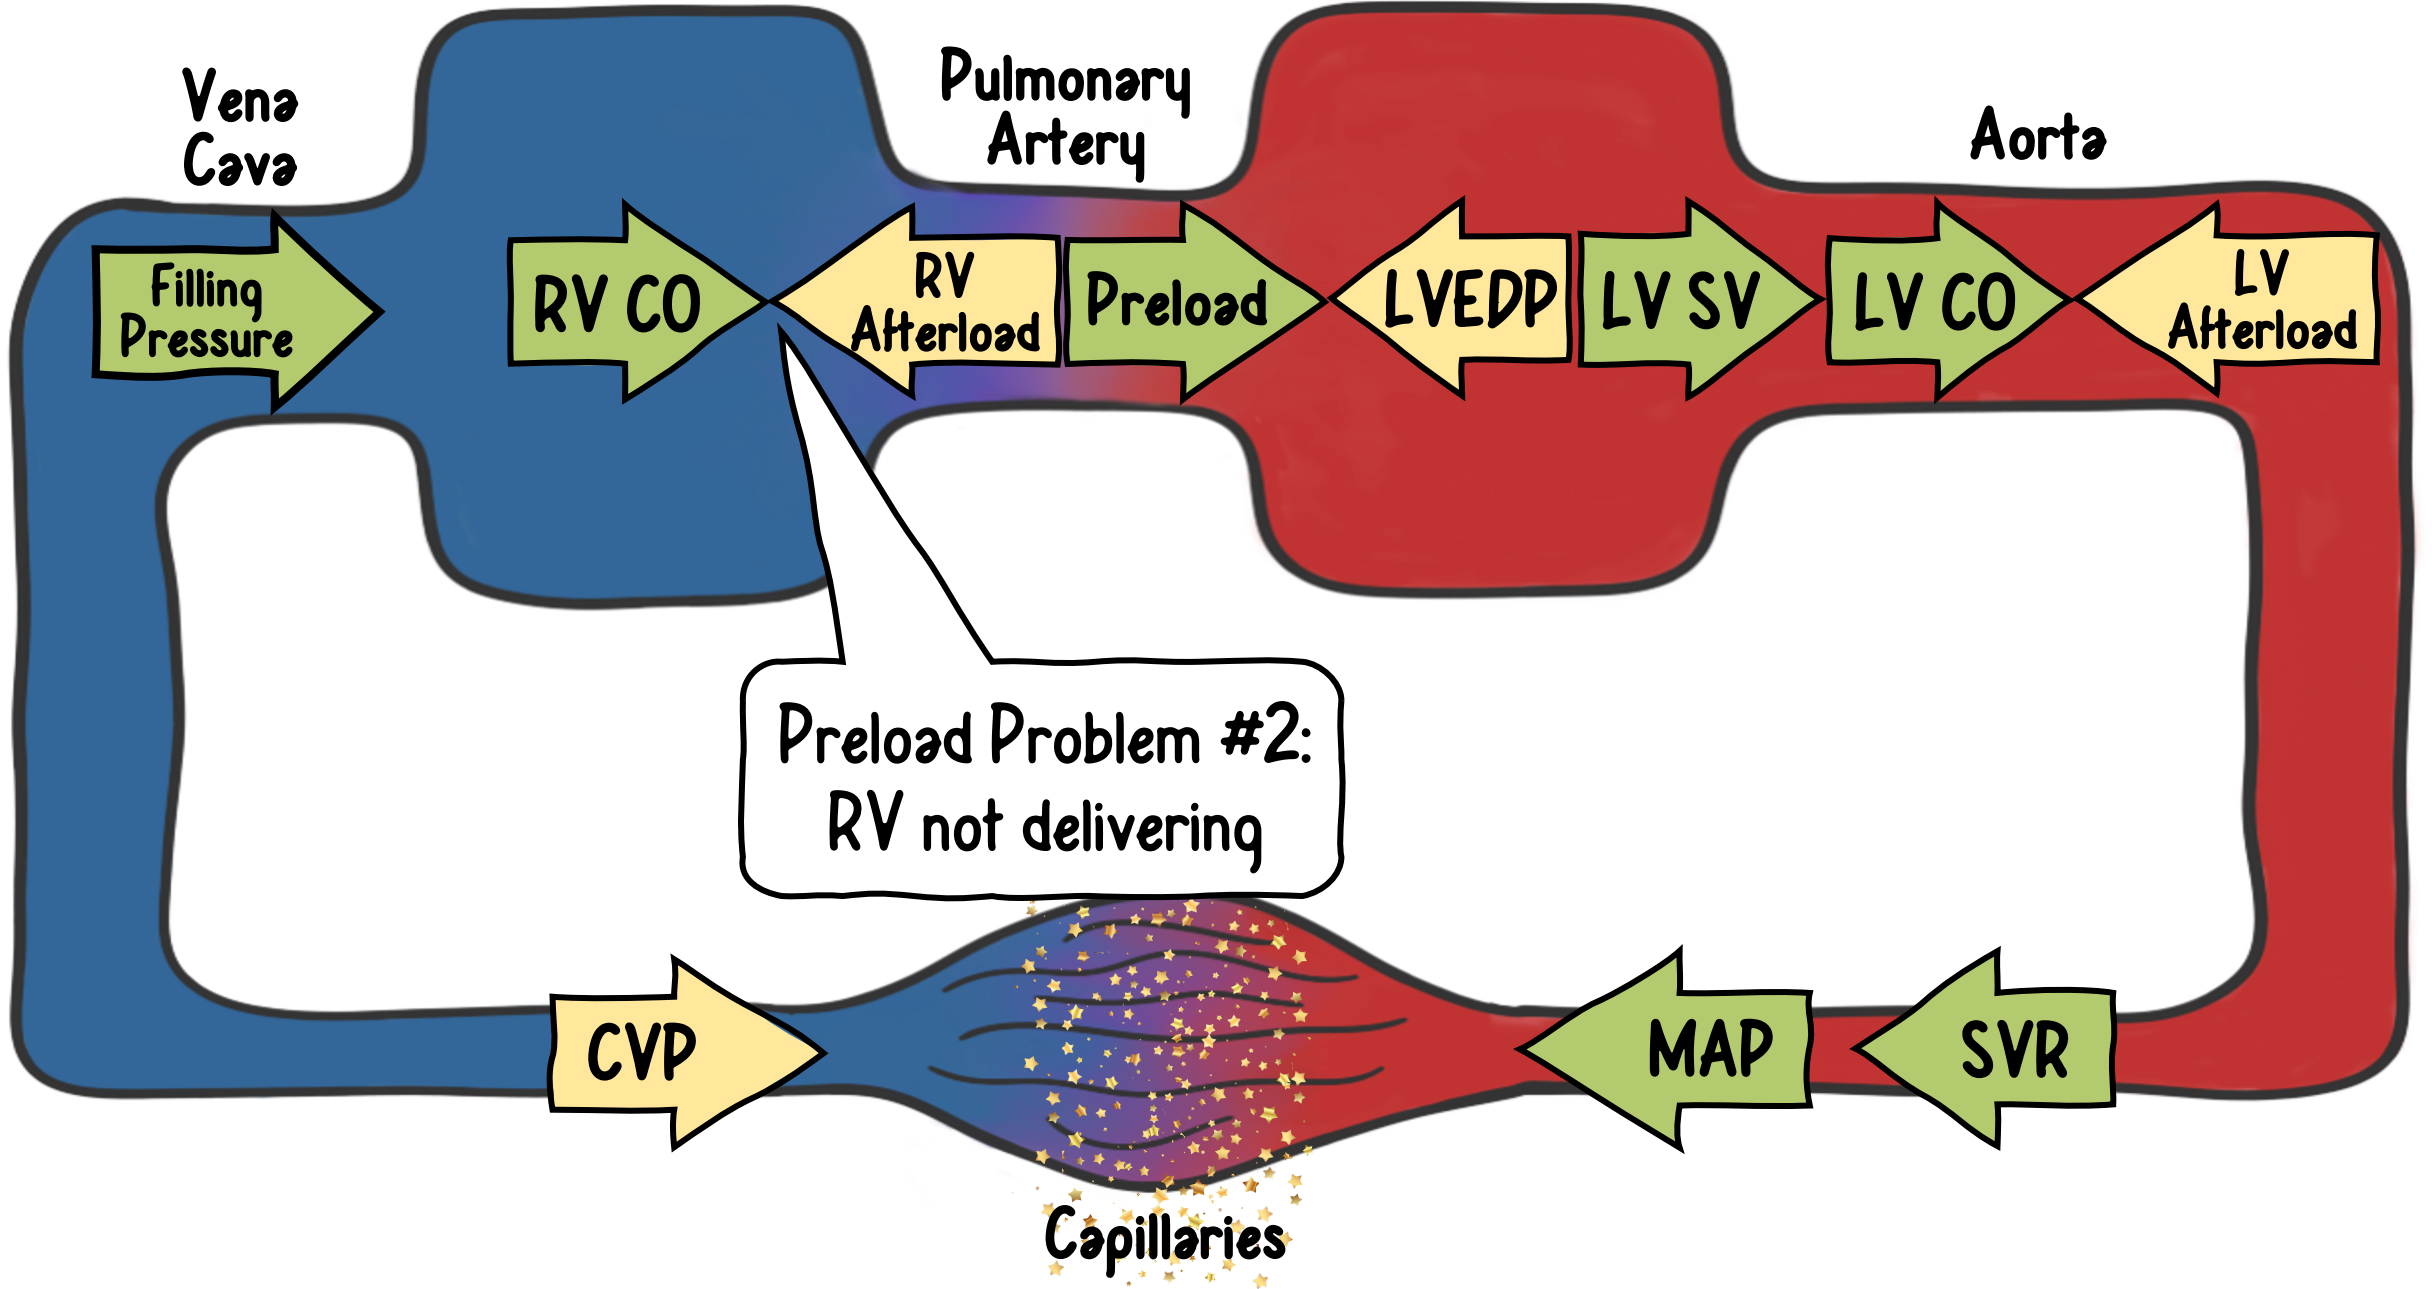 Vena
Cava
Pulmonary
Artery
Aorta
Filling
Pressure
RV CO
RV
Afterload
Preload
LVEDP
LV SV
LV CO
LV
Afterload
Preload Problem #2:
RV not delivering
CVP
MAP
SVR
Capillaries